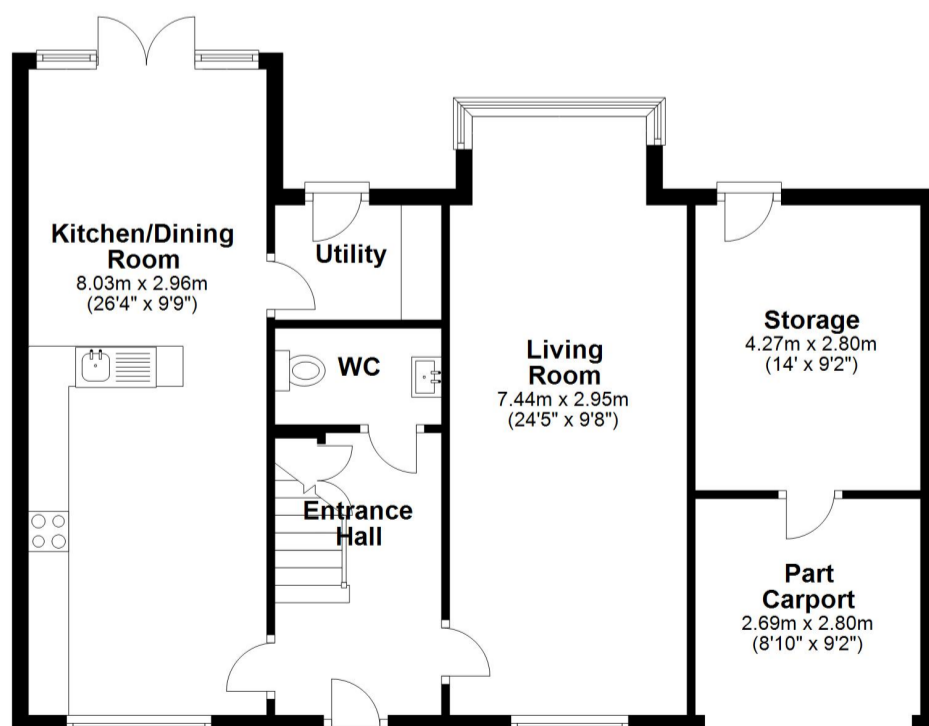 Kitchen/Dining
Room
8.03m x 2.96m
(26'4" x 9'9")
Utility
WC
Entrance
Hall
Living
Room
7.44m x 2.95m
(24'5" x 9'8")
Storage
4.27m x 2.80m
(14' x 9'2")
Part
Carport
2.69m x 2.80m
(8'10" x 9'2")